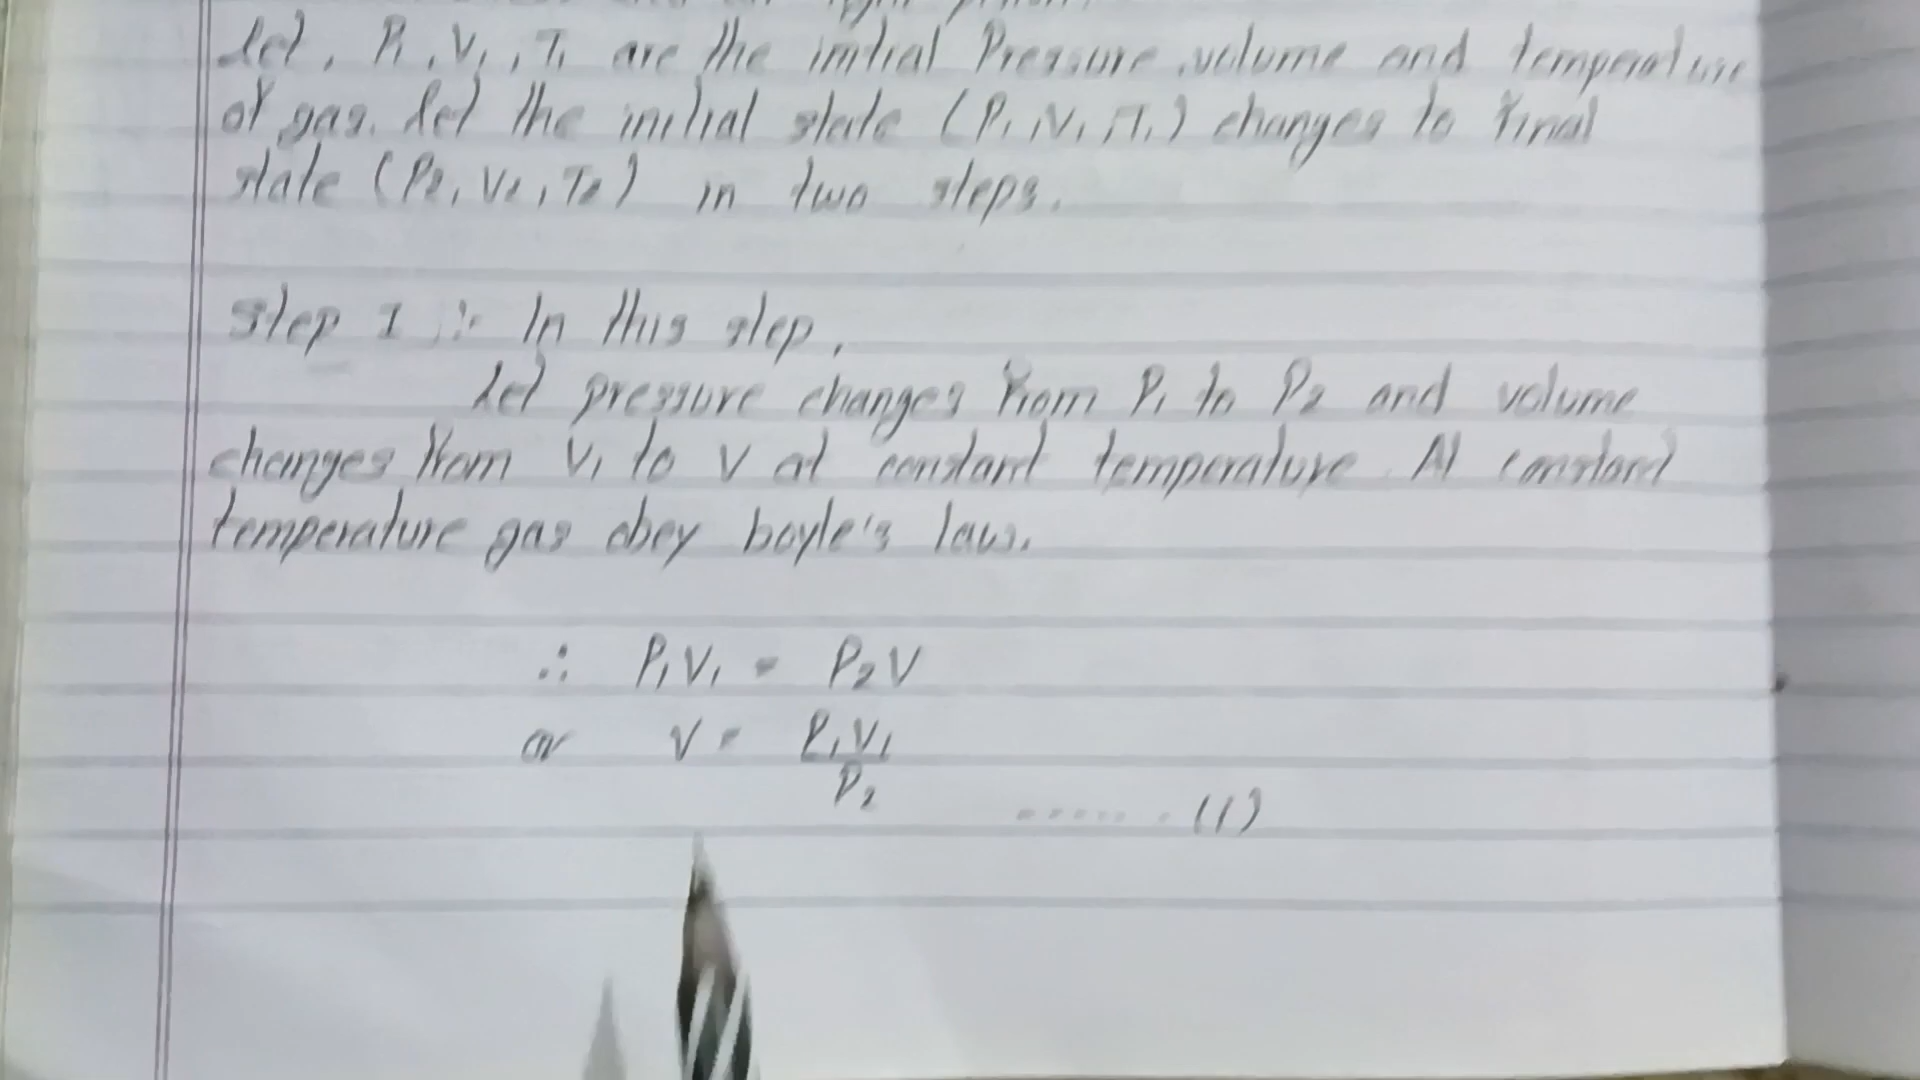 Let, P1, V1, T1 are the initial Pressure, volume and temperature
of gas. Let the initial state (P1, V1, T1) changes to final
state (P2, V2, T2) in two steps.
Step I :- In this step,
Let pressure changes from P1 to P2 and volume
changes from V1 to V at constant temperature. At constant
temperature gas obey boyle's law.
∴ P1V1 = P2V
or V = P1V1
P2
....... (1)